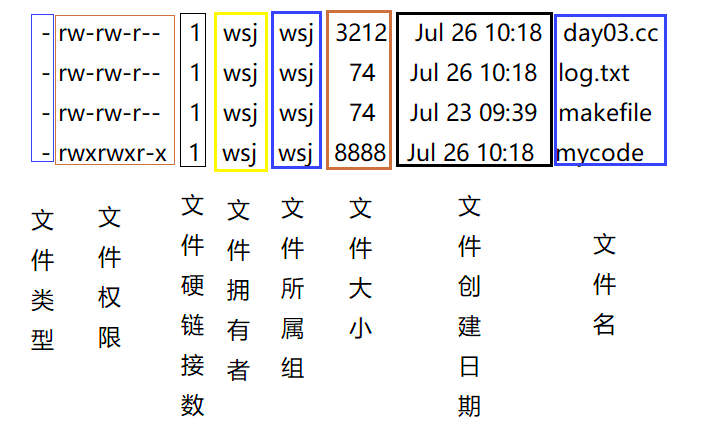 - rw-rw-r-- 1 wsj wsj 3212 Jul 26 10:18 day03.cc
- rw-rw-r-- 1 wsj wsj 74 Jul 26 10:18 log.txt
- rw-rw-r-- 1 wsj wsj 74 Jul 23 09:39 makefile
- rwxrwxr-x 1 wsj wsj 8888 Jul 26 10:18 mycode
文件类型
文件权限
文件硬链接数
文件拥有者
文件所属组
文件大小
文件创建日期
文件名